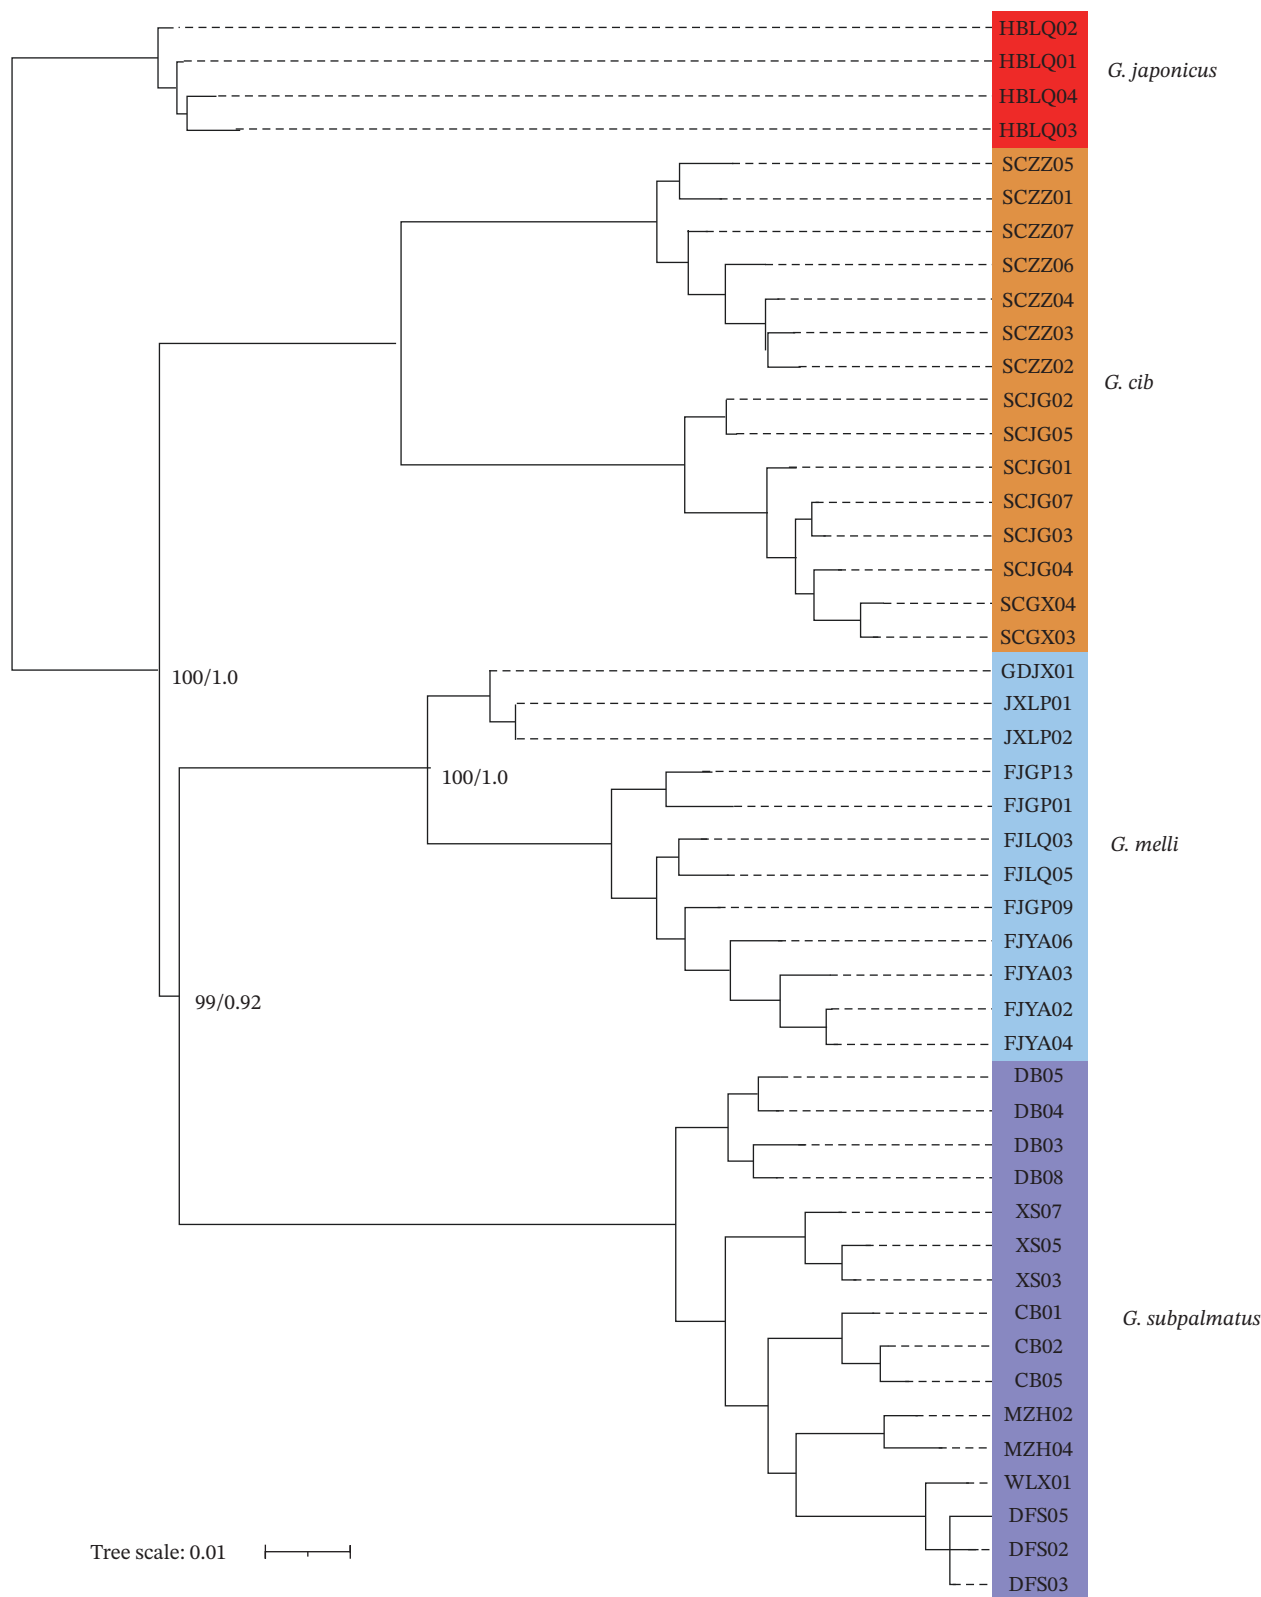 HBLQ02
HBLQ01
G. japonicus
HBLQ04
HBLQ03
SCZZ05
SCZZ01
SCZZ07
SCZZ06
SCZZ04
SCZZ03
SCZZ02
G. cib
SCJG02
SCJG05
SCJG01
SCJG07
SCJG03
SCJG04
SCGX04
SCGX03
GDJX01
100/1.0
JXLP01
JXLP02
FJGP13
100/1.0
FJGP01
FJLQ03
G. melli
FJLQ05
FJGP09
FJYA06
FJYA03
99/0.92
FJYA02
FJYA04
DB05
DB04
DB03
DB08
XS07
XS05
XS03
CB01
G. subpalmatus
CB02
CB05
MZH02
MZH04
WLX01
DFS05
DFS02
Tree scale: 0.01
DFS03